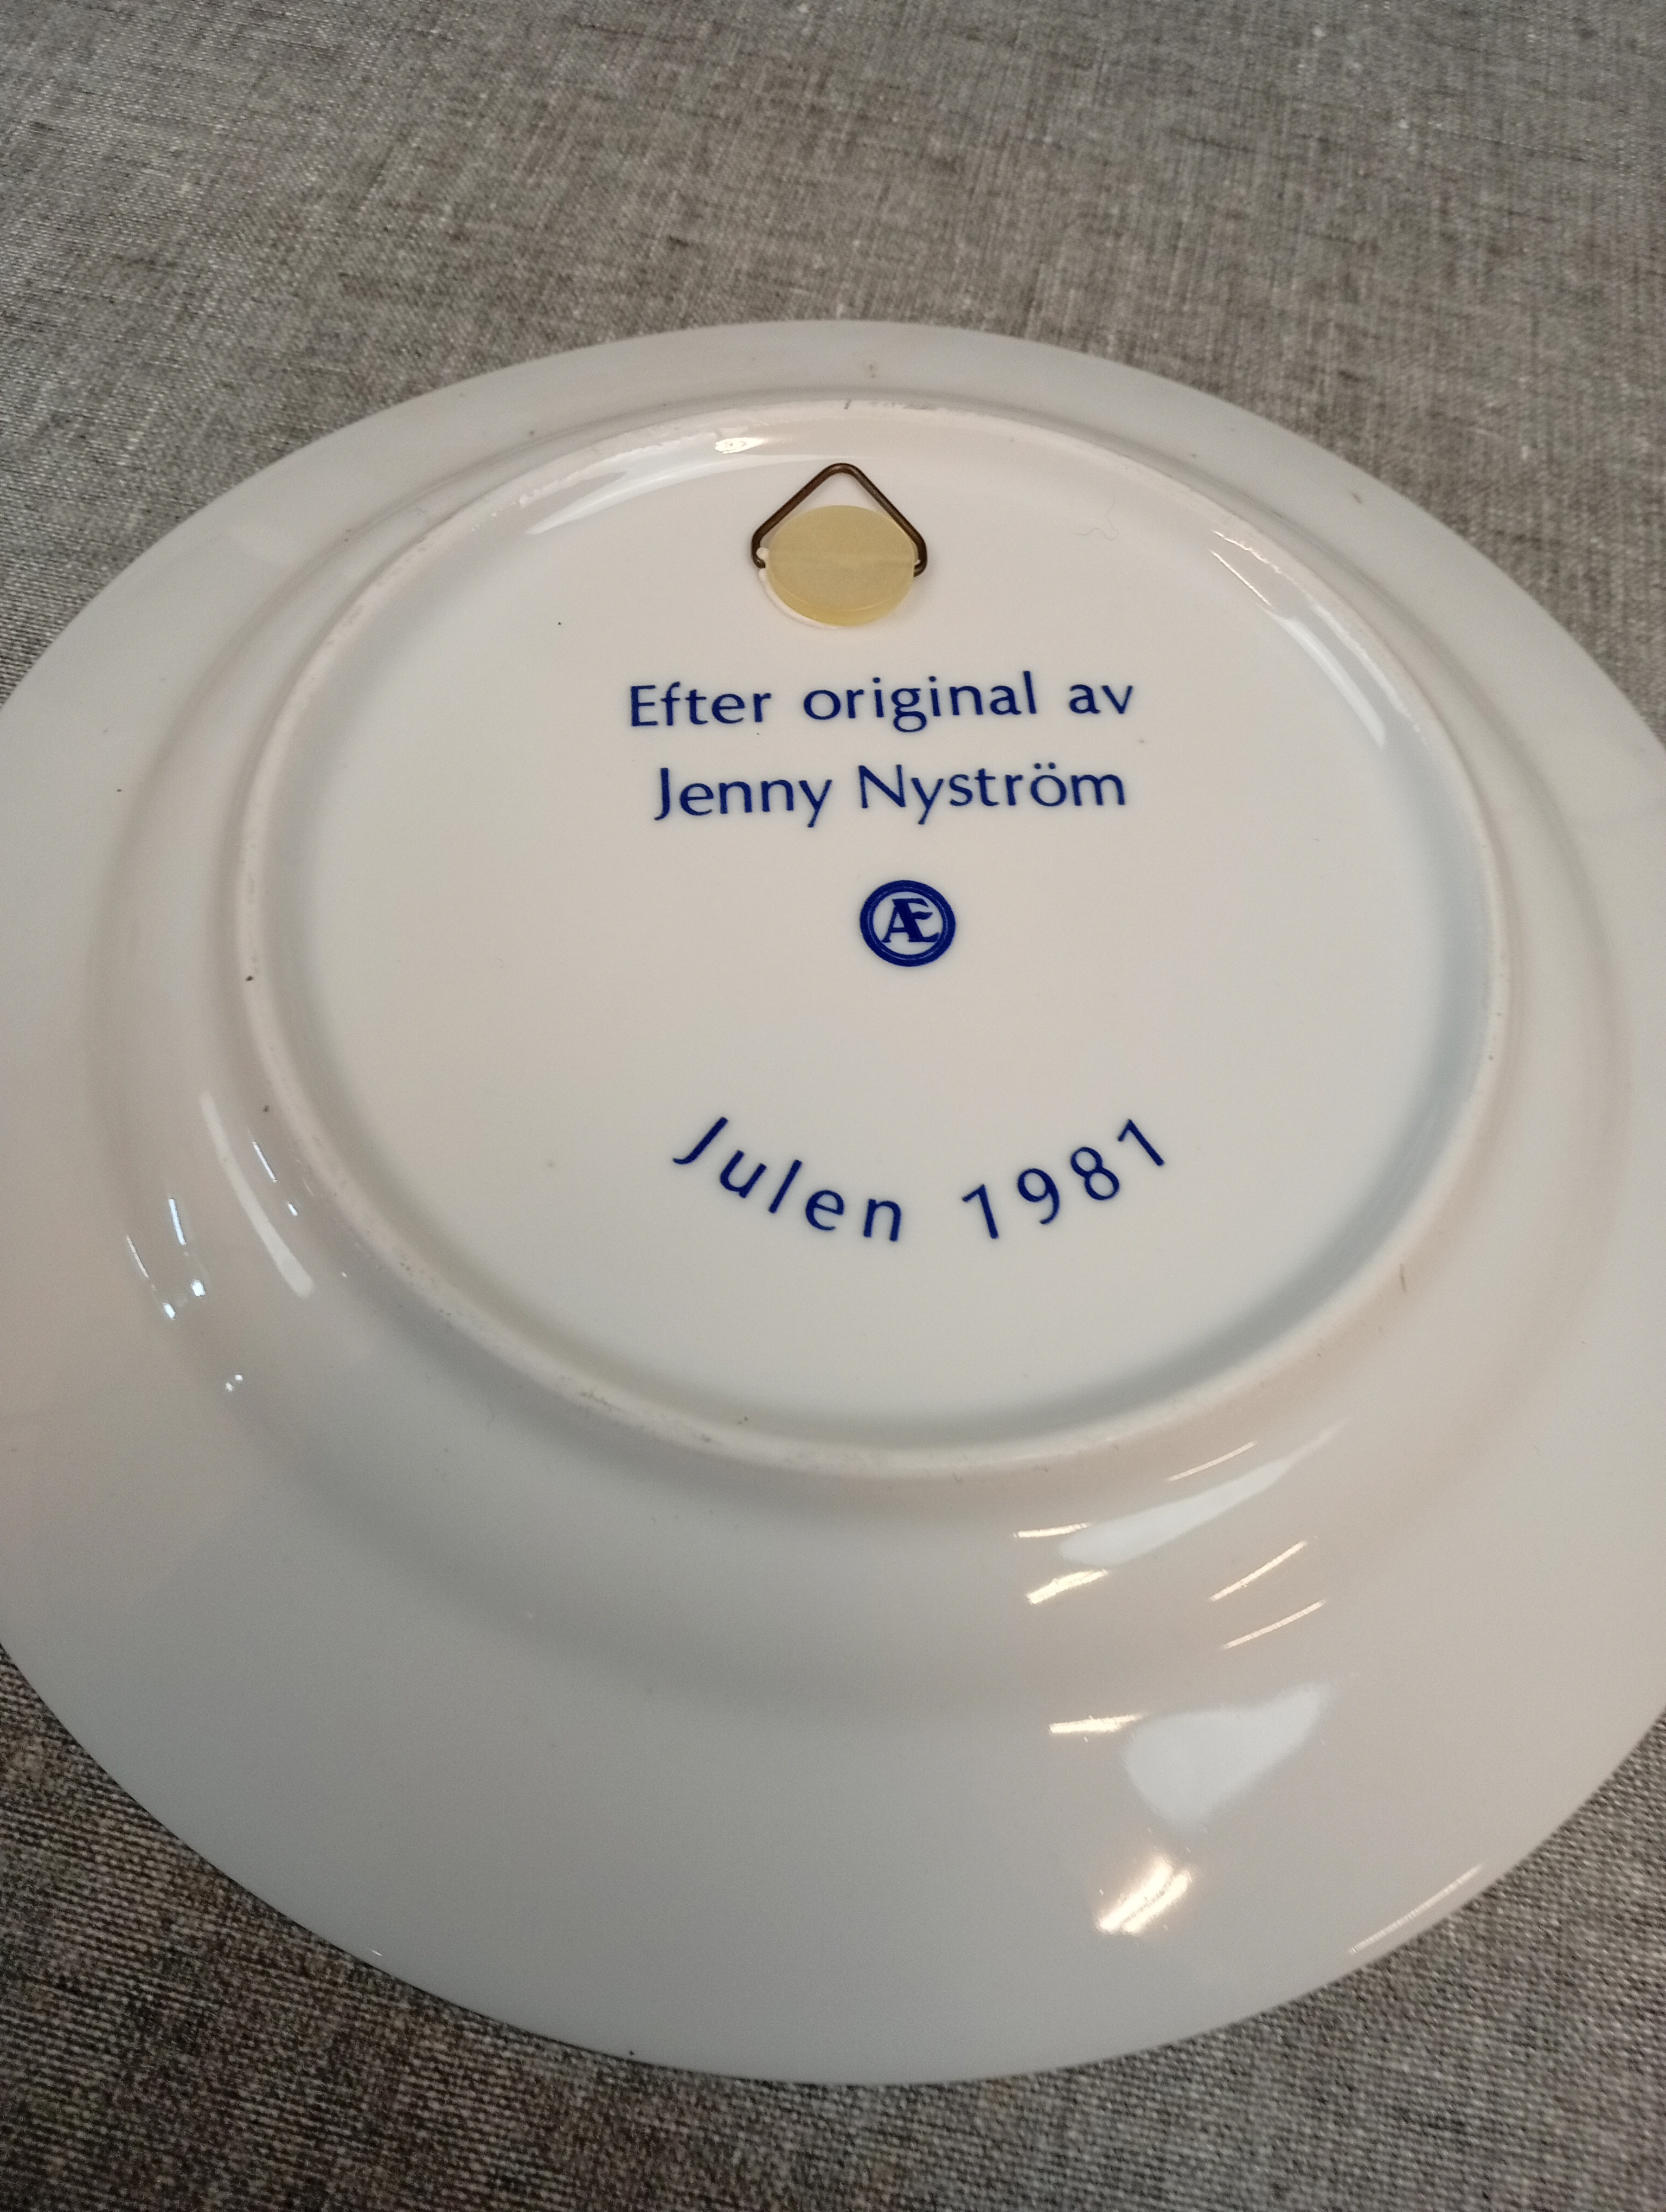 Efter original av
Jenny Nyström
Æ
Julen 1981